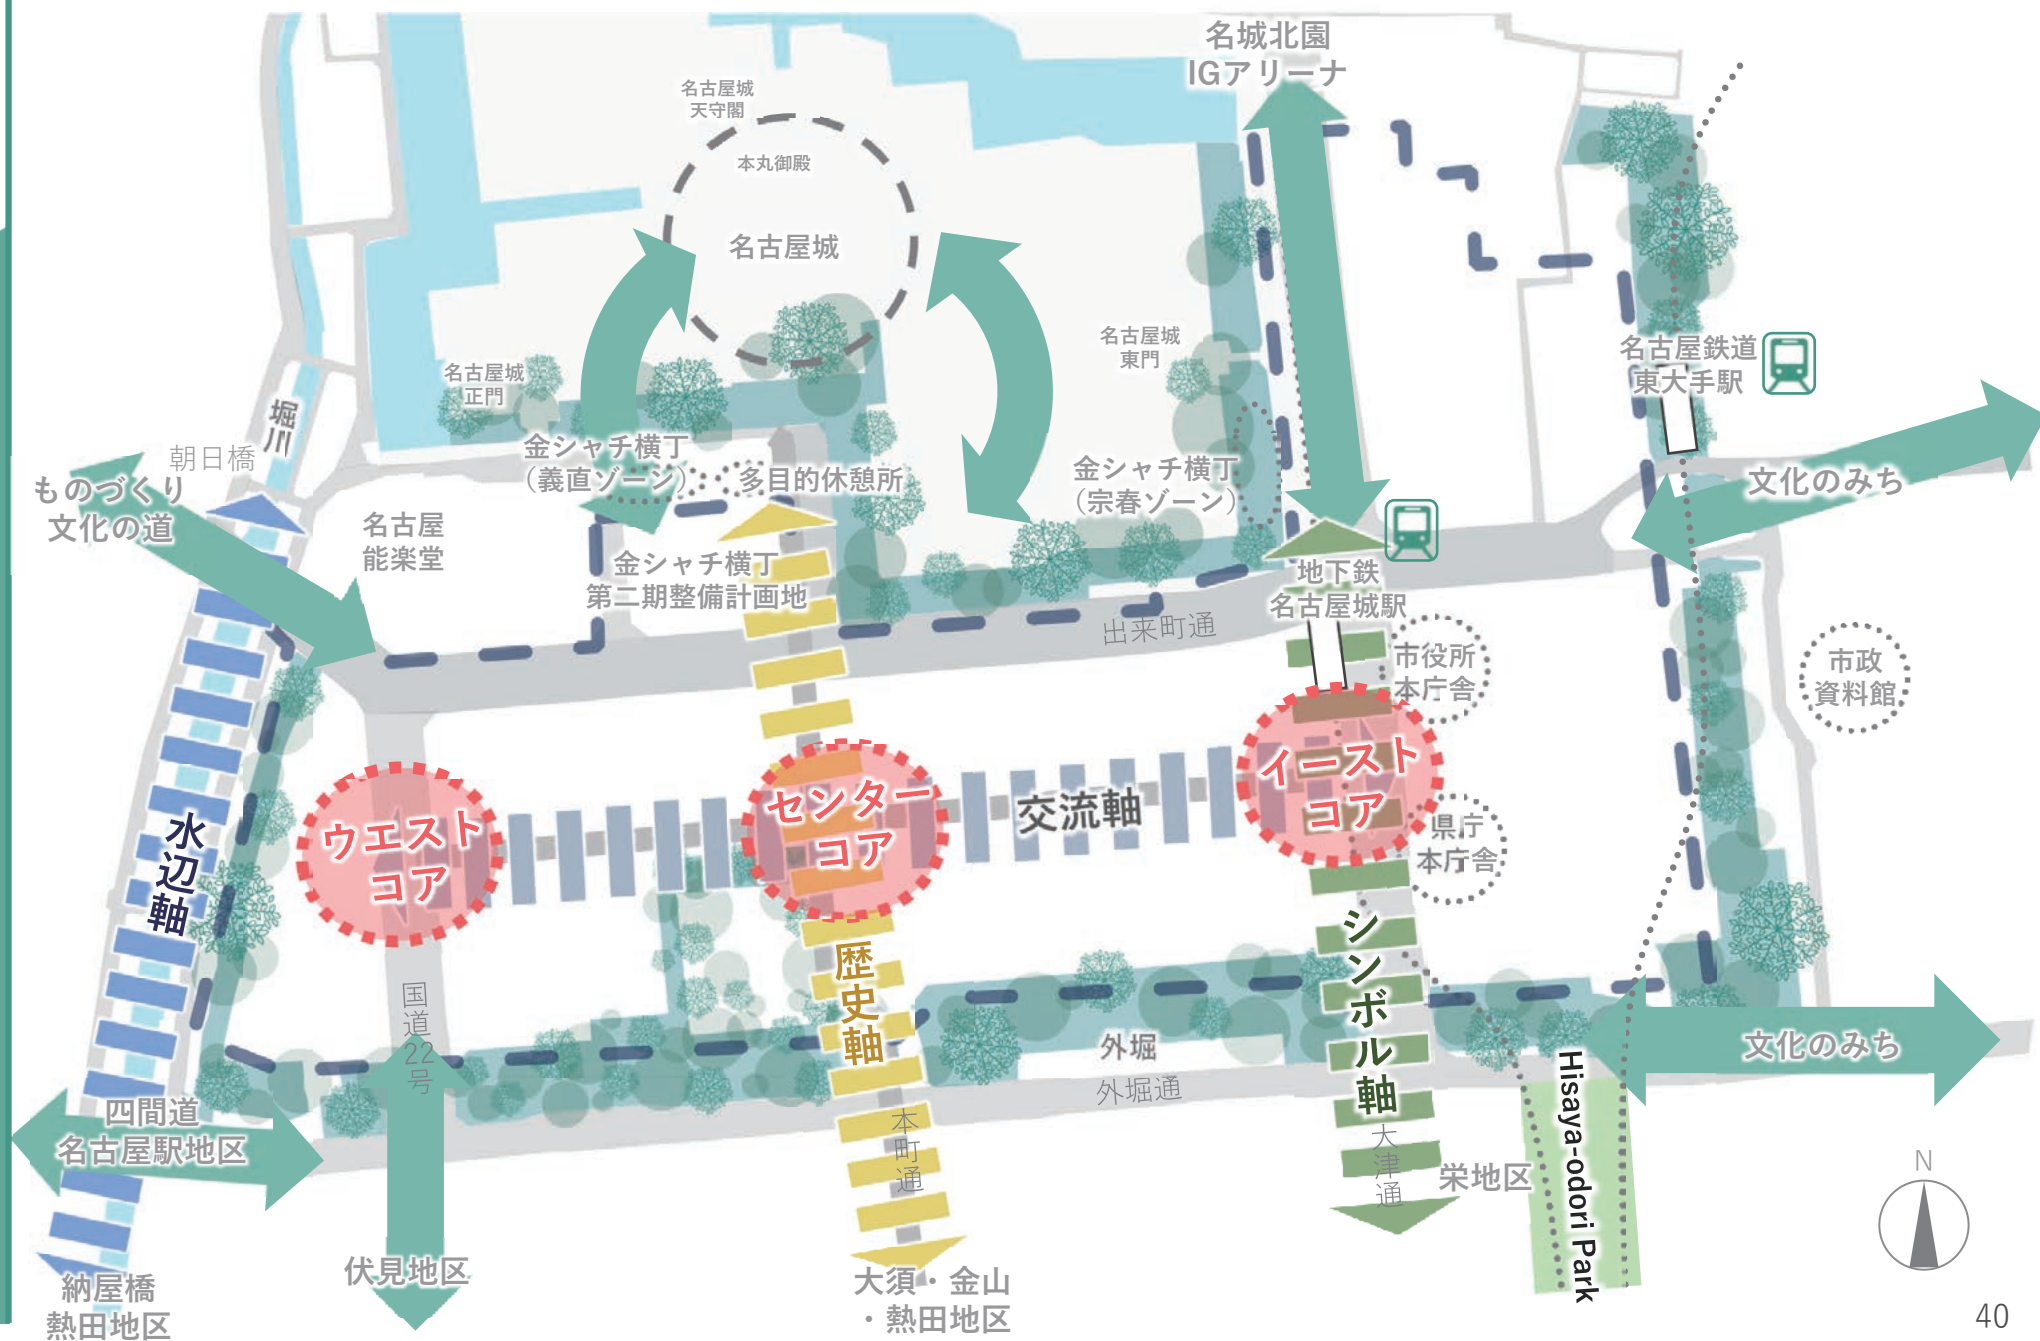 名城北園
IGアリーナ
名古屋城
天守閣
本丸御殿
名古屋城
名古屋城
東門
名古屋鉄道
東大手駅
名古屋城
正門
堀川
朝日橋
ものづくり
文化の道
名古屋
能楽堂
金シャチ横丁
（義直ゾーン）
多目的休憩所
金シャチ横丁
（宗春ゾーン）
文化のみち
金シャチ横丁
第二期整備計画地
地下鉄
名古屋城駅
出来町通
市役所
本庁舎
市政
資料館
ウエスト
コア
センター
コア
交流軸
イースト
コア
県庁
本庁舎
水辺軸
歴史軸
シンボル軸
国道22号
外堀
外堀通
文化のみち
Hisaya-odori Park
四間道
名古屋駅地区
本町通
大津通
栄地区
N
納屋橋
熱田地区
伏見地区
大須・金山
・熱田地区
40